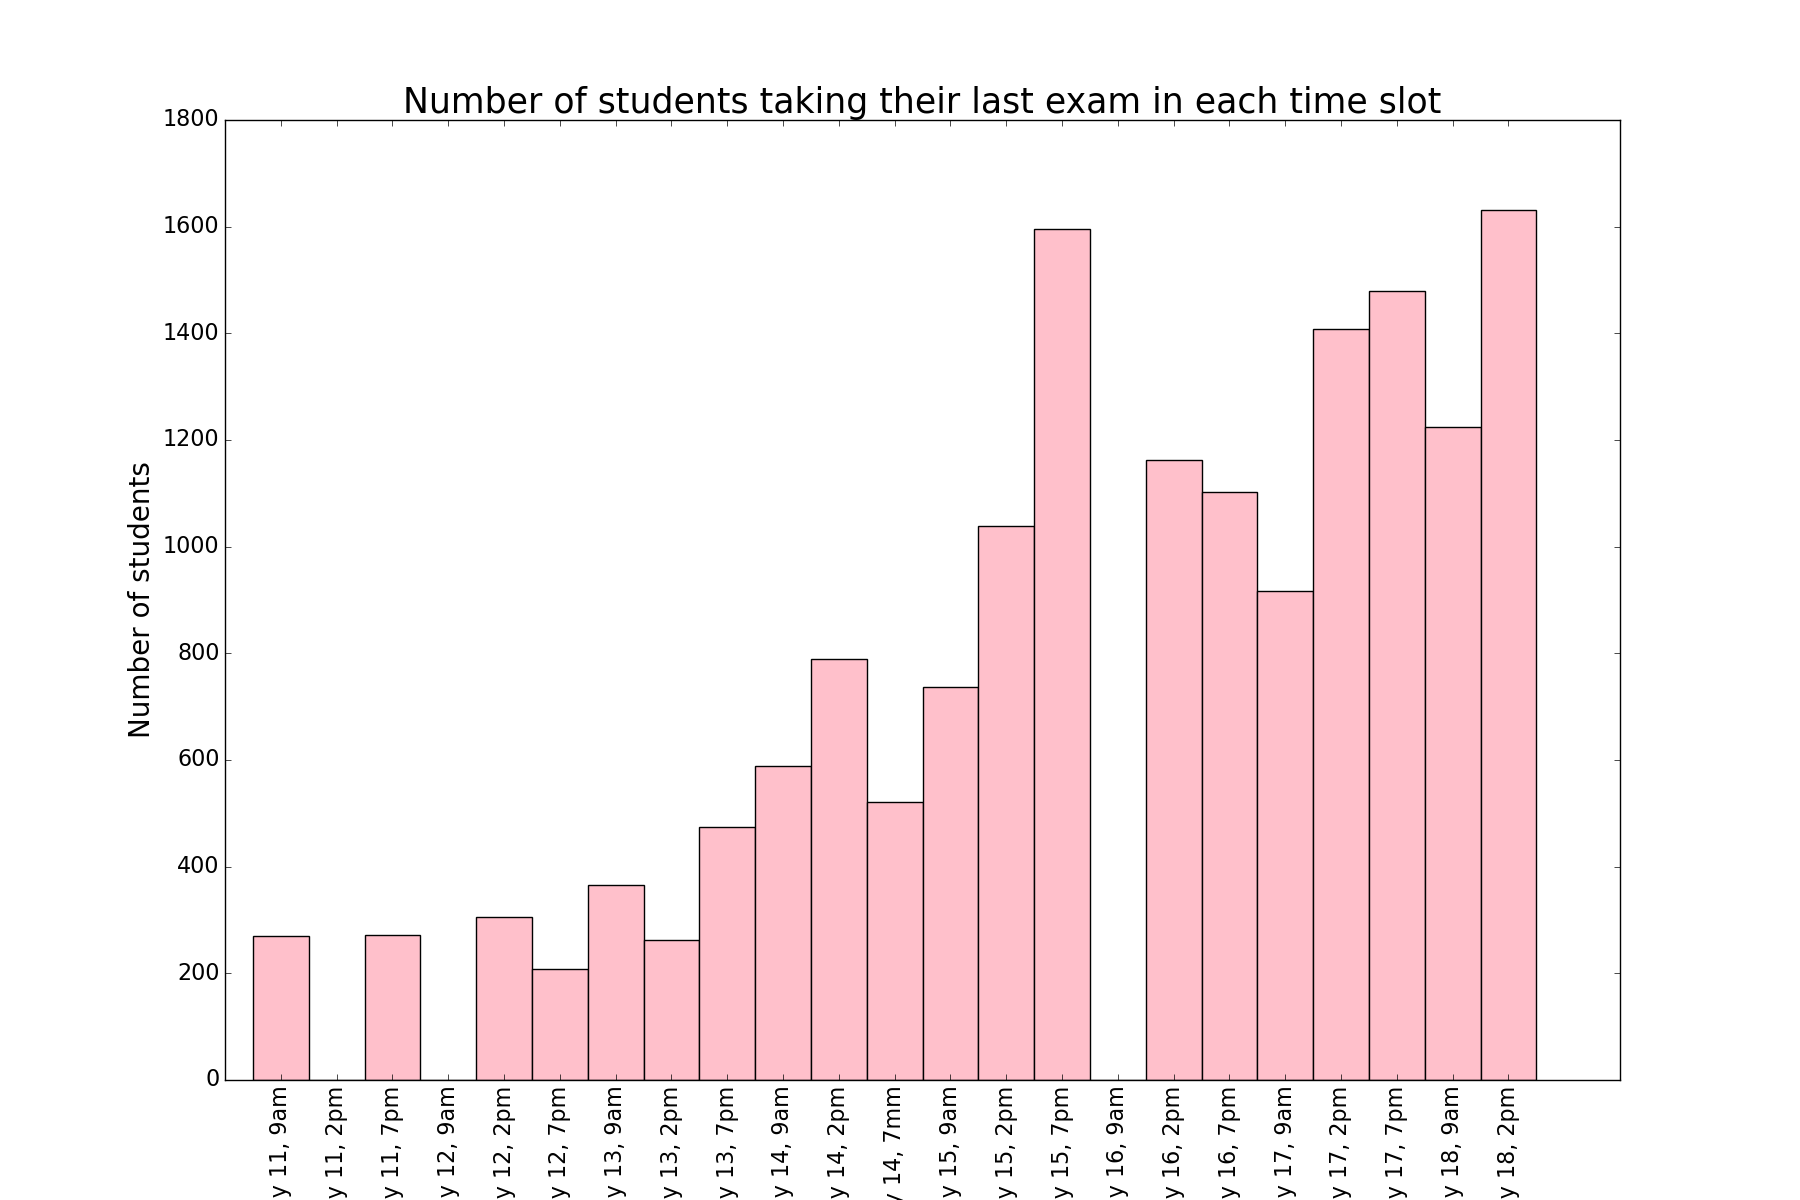 Number of students taking their last exam in each time slot
Number of students
1800
1600
1400
1200
1000
800
600
400
200
0
y 11, 9am
y 11, 2pm
y 11, 7pm
y 12, 9am
y 12, 2pm
y 12, 7pm
y 13, 9am
y 13, 2pm
y 13, 7pm
y 14, 9am
y 14, 2pm
y 14, 7mm
y 15, 9am
y 15, 2pm
y 15, 7pm
y 16, 9am
y 16, 2pm
y 16, 7pm
y 17, 9am
y 17, 2pm
y 17, 7pm
y 18, 9am
y 18, 2pm